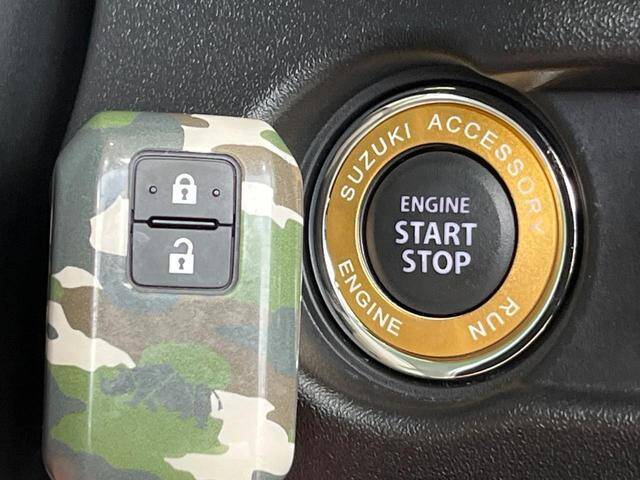 SUZUKI ACCESSORY
ENGINE RUN
ENGINE
START
STOP